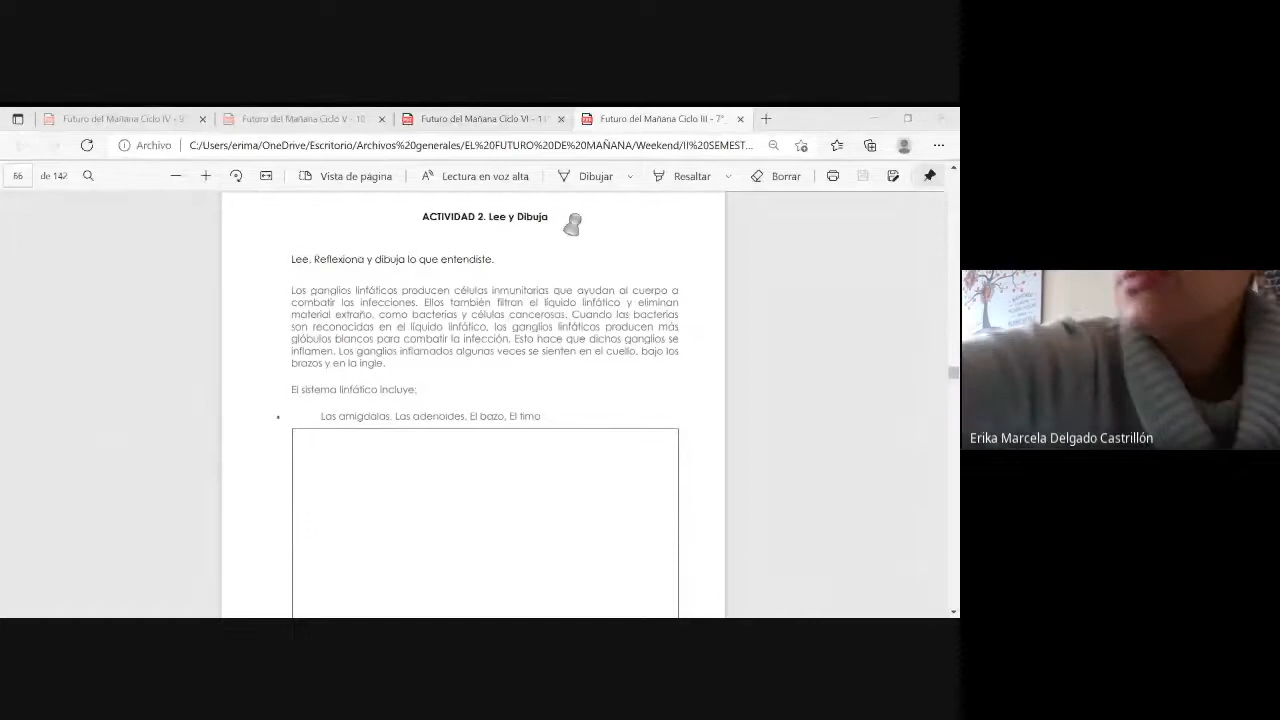 Futuro del Mañana Ciclo IV - 9
Futuro del Mañana Ciclo V - 10
Futuro del Mañana Ciclo VI - 11
Futuro del Mañana Ciclo III - 7°
Archivo
C:/Users/erima/OneDrive/Escritorio/Archivos%20generales/EL%20FUTURO%20DE%20MAÑANA/Weekend/II%20SEMEST...
66 de 142
Vista de página
Lectura en voz alta
Dibujar
Resaltar
Borrar
ACTIVIDAD 2. Lee y Dibuja
Lee. Reflexiona y dibuja lo que entendiste.
Los ganglios linfáticos producen células inmunitarias que ayudan al cuerpo a
combatir las infecciones. Ellos también filtran el líquido linfático y eliminan
material extraño, como bacterias y células cancerosas. Cuando las bacterias
son reconocidas en el líquido linfático, los ganglios linfáticos producen más
glóbulos blancos para combatir la infección. Esto hace que dichos ganglios se
inflamen. Los ganglios inflamados algunas veces se sienten en el cuello, bajo los
brazos y en la ingle.
El sistema linfático incluye:
• Las amígdalas. Las adenoides. El bazo. El timo
Erika Marcela Delgado Castrillón